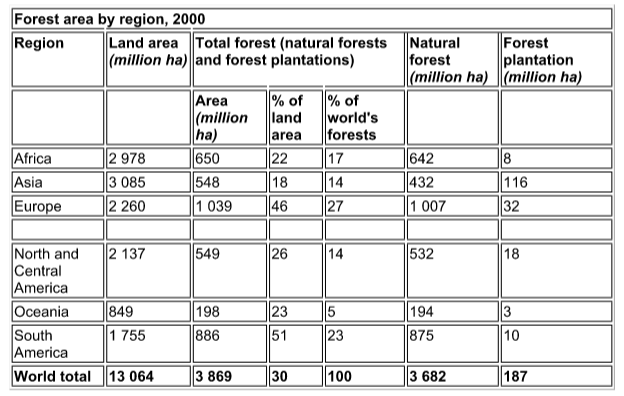 Forest area by region, 2000
Region Land area (million ha) Total forest (natural forests and forest plantations) Natural forest (million ha) Forest plantation (million ha)
Area (million ha) % of land area % of world's forests
Africa 2 978 650 22 17 642 8
Asia 3 085 548 18 14 432 116
Europe 2 260 1 039 46 27 1 007 32
North and Central America 2 137 549 26 14 532 18
Oceania 849 198 23 5 194 3
South America 1 755 886 51 23 875 10
World total 13 064 3 869 30 100 3 682 187